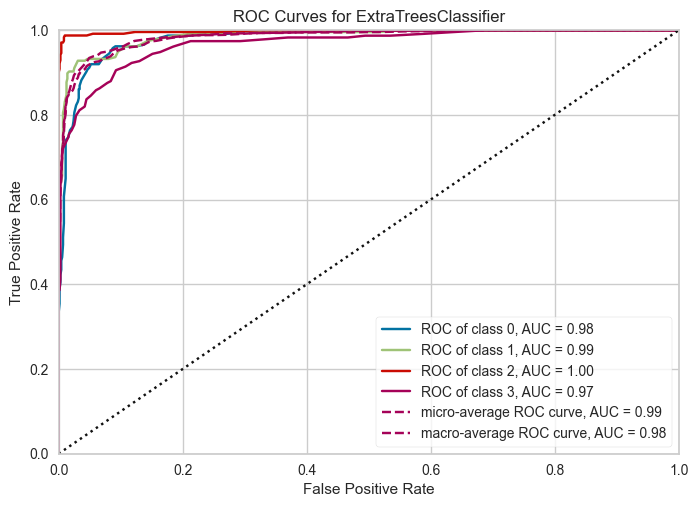 ROC Curves for ExtraTreesClassifier
1.0
0.8
0.6
0.4
0.2
0.0
True Positive Rate
ROC of class 0, AUC = 0.98
ROC of class 1, AUC = 0.99
ROC of class 2, AUC = 1.00
ROC of class 3, AUC = 0.97
micro-average ROC curve, AUC = 0.99
macro-average ROC curve, AUC = 0.98
0.0 0.2 0.4 0.6 0.8 1.0
False Positive Rate